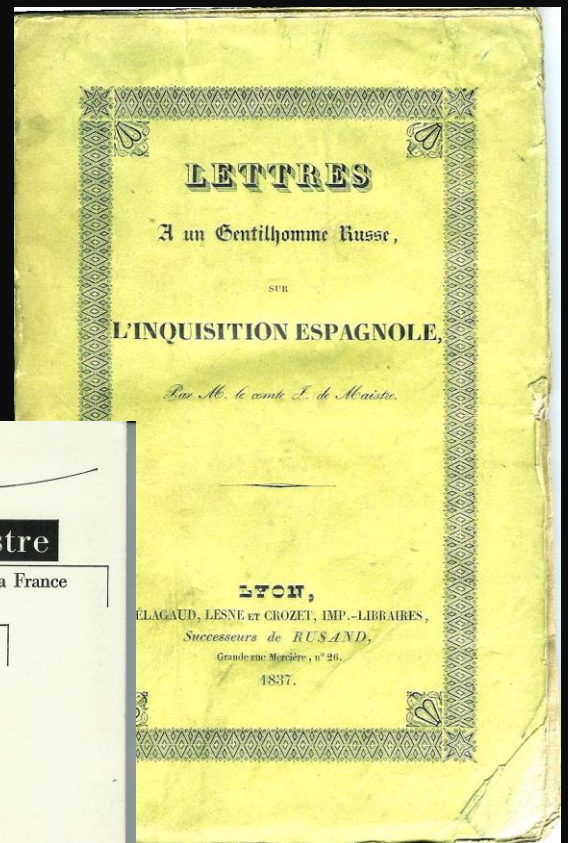 LETTRES
A un Gentilhomme Russe,
SUR
L'INQUISITION ESPAGNOLE,
Par M. le comte J. de Maistre.
LYON,
ÉLAGAUD, LESNE ET CROZET, IMP.-LIBRAIRES,
Successeurs de RUSAND,
Grande rue Mercière, n° 26.
1837.
stre
a France